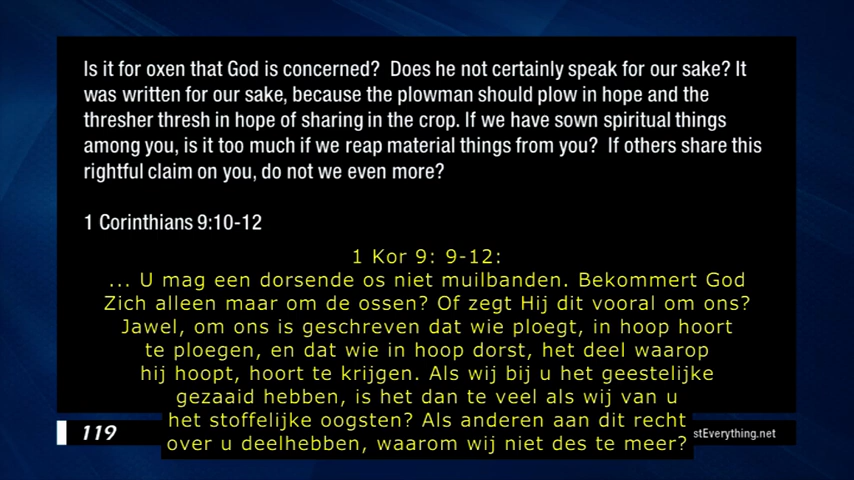 Is it for oxen that God is concerned? Does he not certainly speak for our sake? It
was written for our sake, because the plowman should plow in hope and the
thresher thresh in hope of sharing in the crop. If we have sown spiritual things
among you, is it too much if we reap material things from you? If others share this
rightful claim on you, do not we even more?
1 Corinthians 9:10-12
1 Kor 9: 9-12:
... U mag een dorsende os niet muilbanden. Bekommert God
Zich alleen maar om de ossen? Of zegt Hij dit vooral om ons?
Jawel, om ons is geschreven dat wie ploegt, in hoop hoort
te ploegen, en dat wie in hoop dorst, het deel waarop
hij hoopt, hoort te krijgen. Als wij bij u het geestelijke
gezaaid hebben, is het dan te veel als wij van u
het stoffelijke oogsten? Als anderen aan dit recht
over u deelhebben, waarom wij niet des te meer?
119
stEverything.net